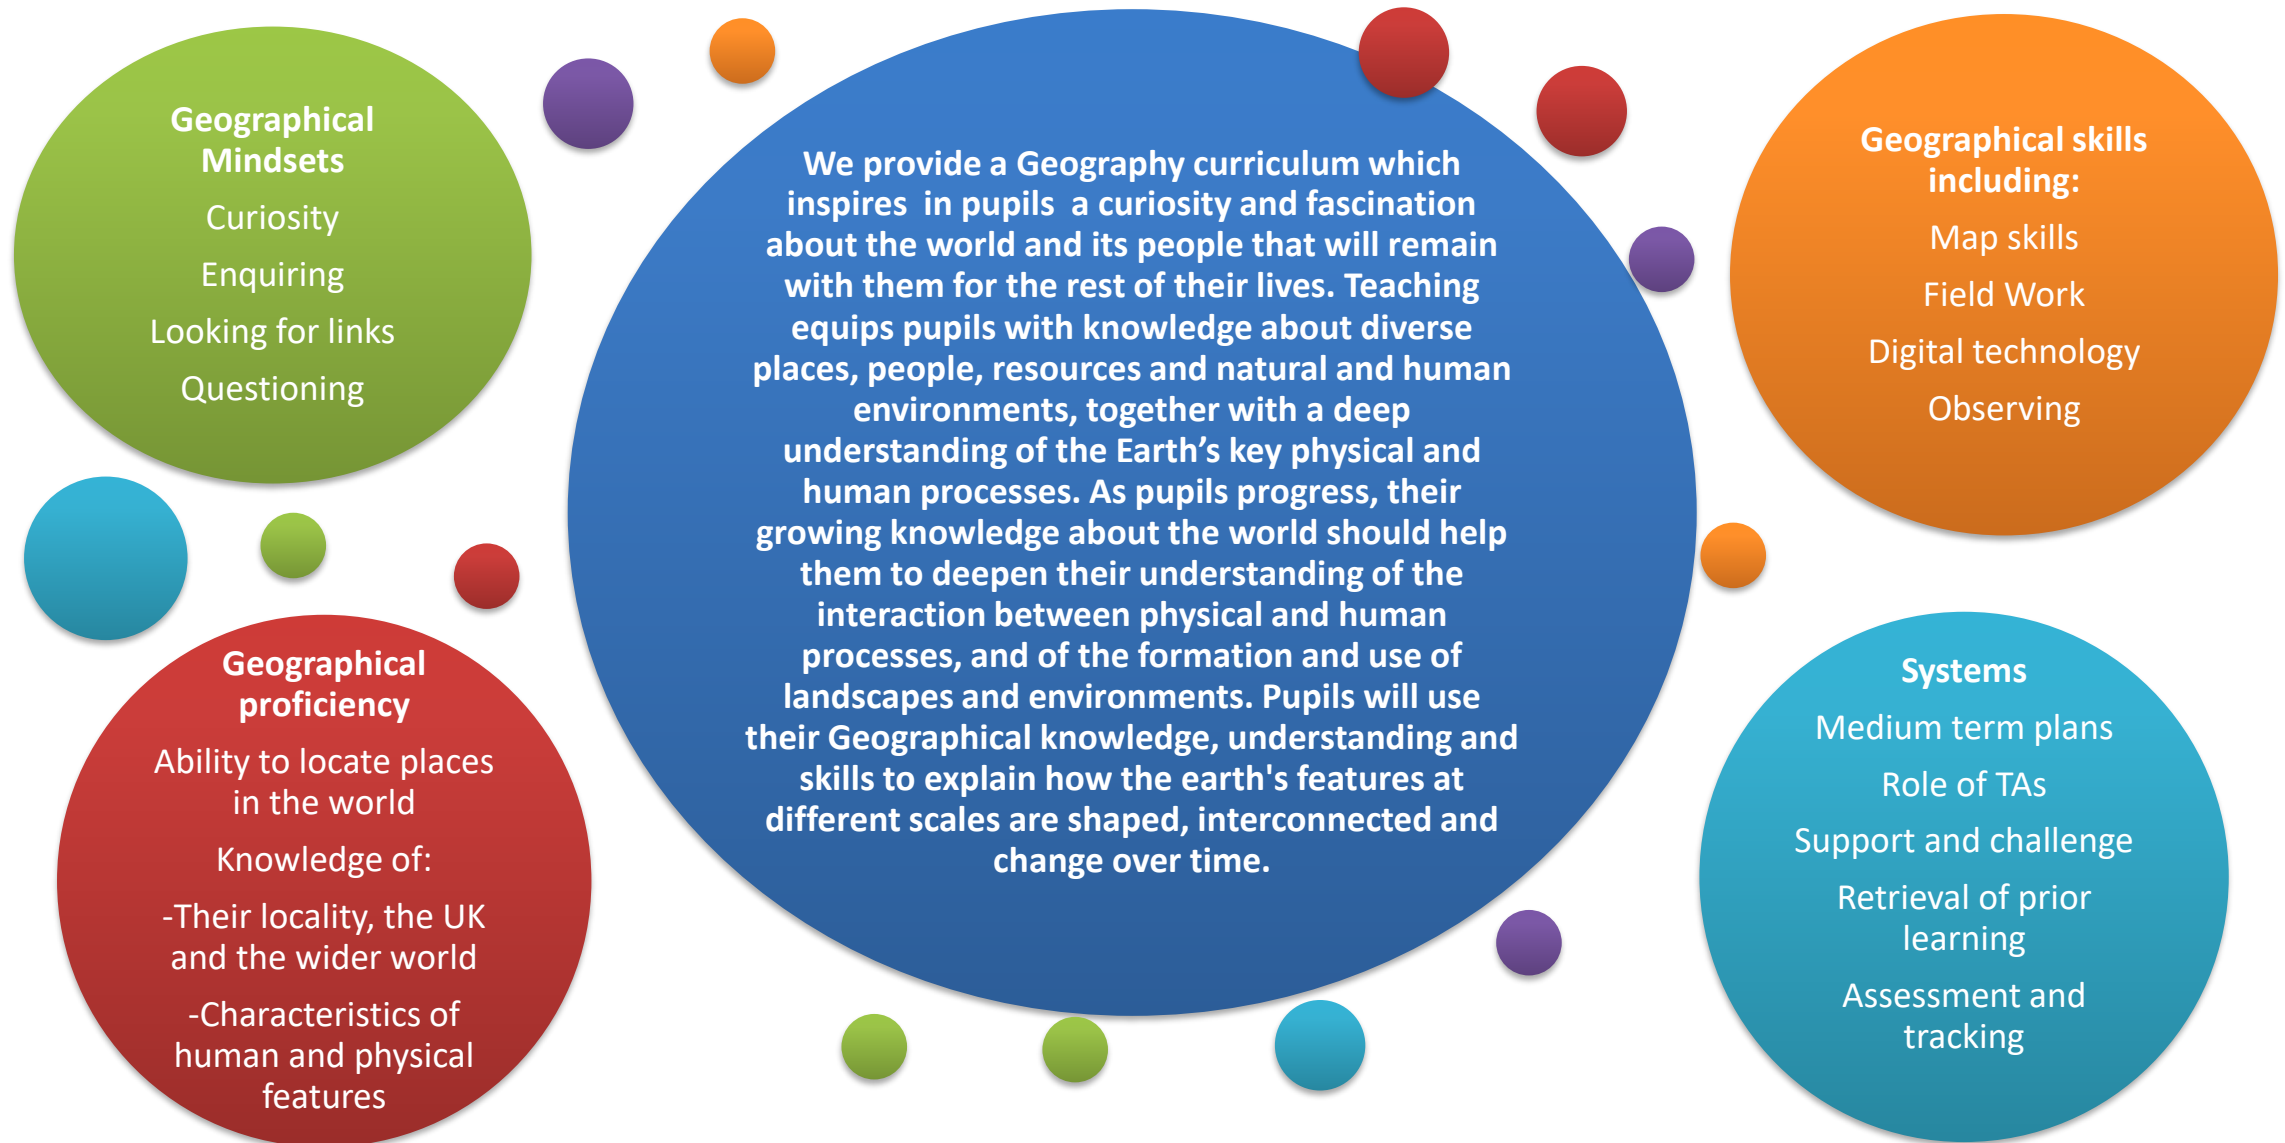 Geographical
Mindsets
Curiosity
Enquiring
Looking for links
Questioning
We provide a Geography curriculum which
inspires in pupils a curiosity and fascination
about the world and its people that will remain
with them for the rest of their lives. Teaching
equips pupils with knowledge about diverse
places, people, resources and natural and human
environments, together with a deep
understanding of the Earth’s key physical and
human processes. As pupils progress, their
growing knowledge about the world should help
them to deepen their understanding of the
interaction between physical and human
processes, and of the formation and use of
landscapes and environments. Pupils will use
their Geographical knowledge, understanding and
skills to explain how the earth's features at
different scales are shaped, interconnected and
change over time.
Geographical skills
including:
Map skills
Field Work
Digital technology
Observing
Geographical
proficiency
Ability to locate places
in the world
Knowledge of:
-Their locality, the UK
and the wider world
-Characteristics of
human and physical
features
Systems
Medium term plans
Role of TAs
Support and challenge
Retrieval of prior
learning
Assessment and
tracking